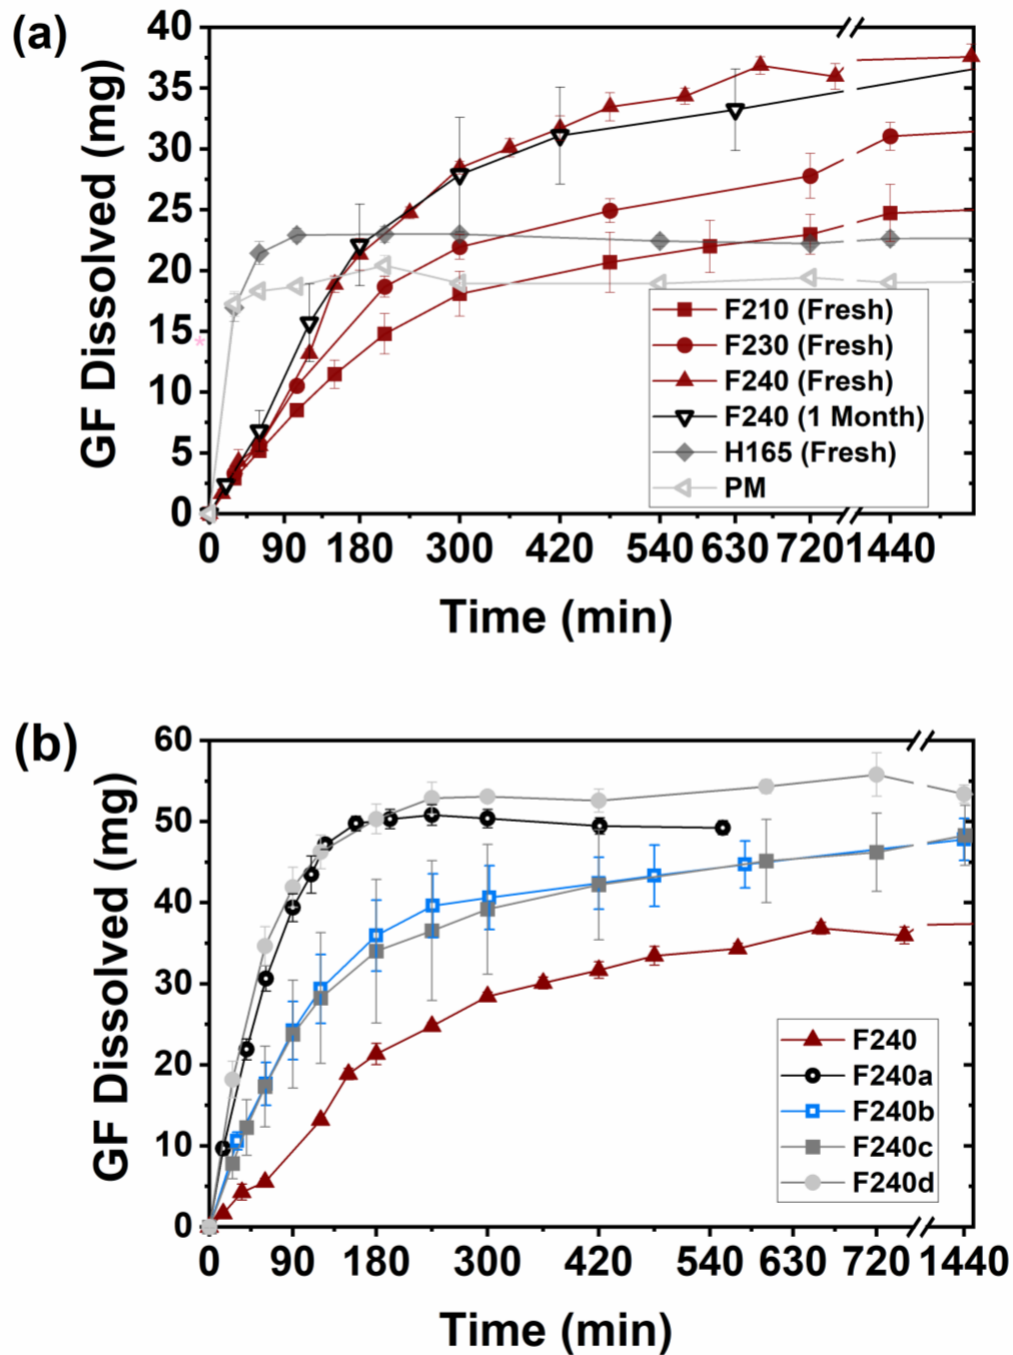 (a)
40
35
30
25
20
15
10
5
0
GF Dissolved (mg)
*
F210 (Fresh)
F230 (Fresh)
F240 (Fresh)
F240 (1 Month)
H165 (Fresh)
PM
0 90 180 300 420 540 630 720 1440
Time (min)
(b)
60
50
40
30
20
10
0
GF Dissolved (mg)
F240
F240a
F240b
F240c
F240d
0 90 180 300 420 540 630 720 1440
Time (min)